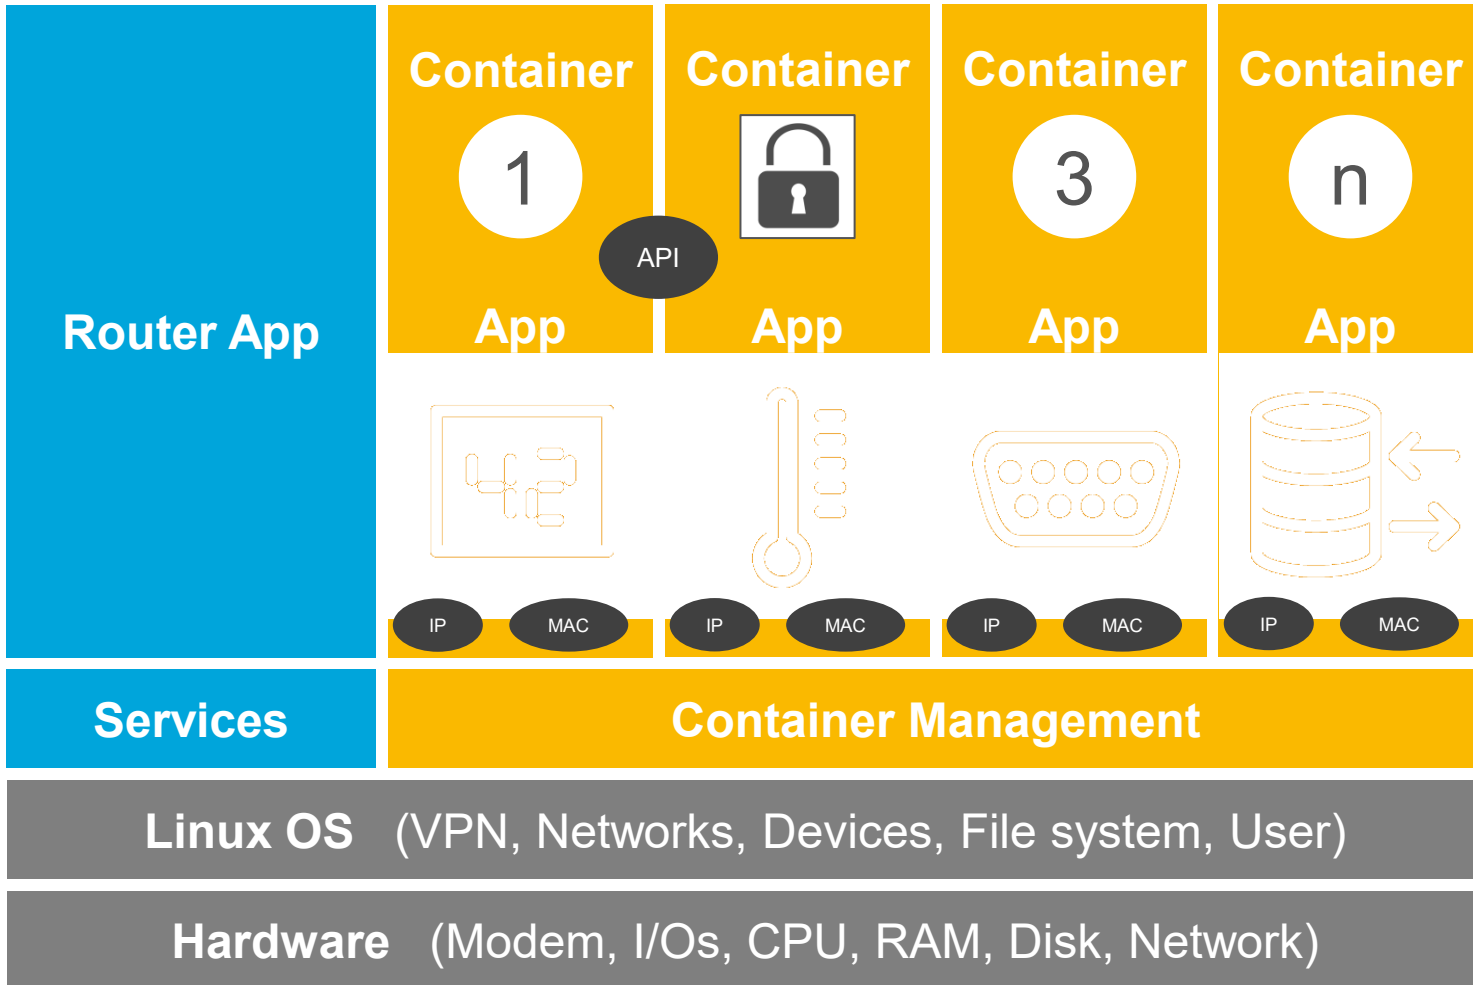 Router App
Container
1
App
Container
App
Container
3
App
Container
n
App
API
42
IP MAC
IP MAC
IP MAC
IP MAC
Services
Container Management
Linux OS (VPN, Networks, Devices, File system, User)
Hardware (Modem, I/Os, CPU, RAM, Disk, Network)